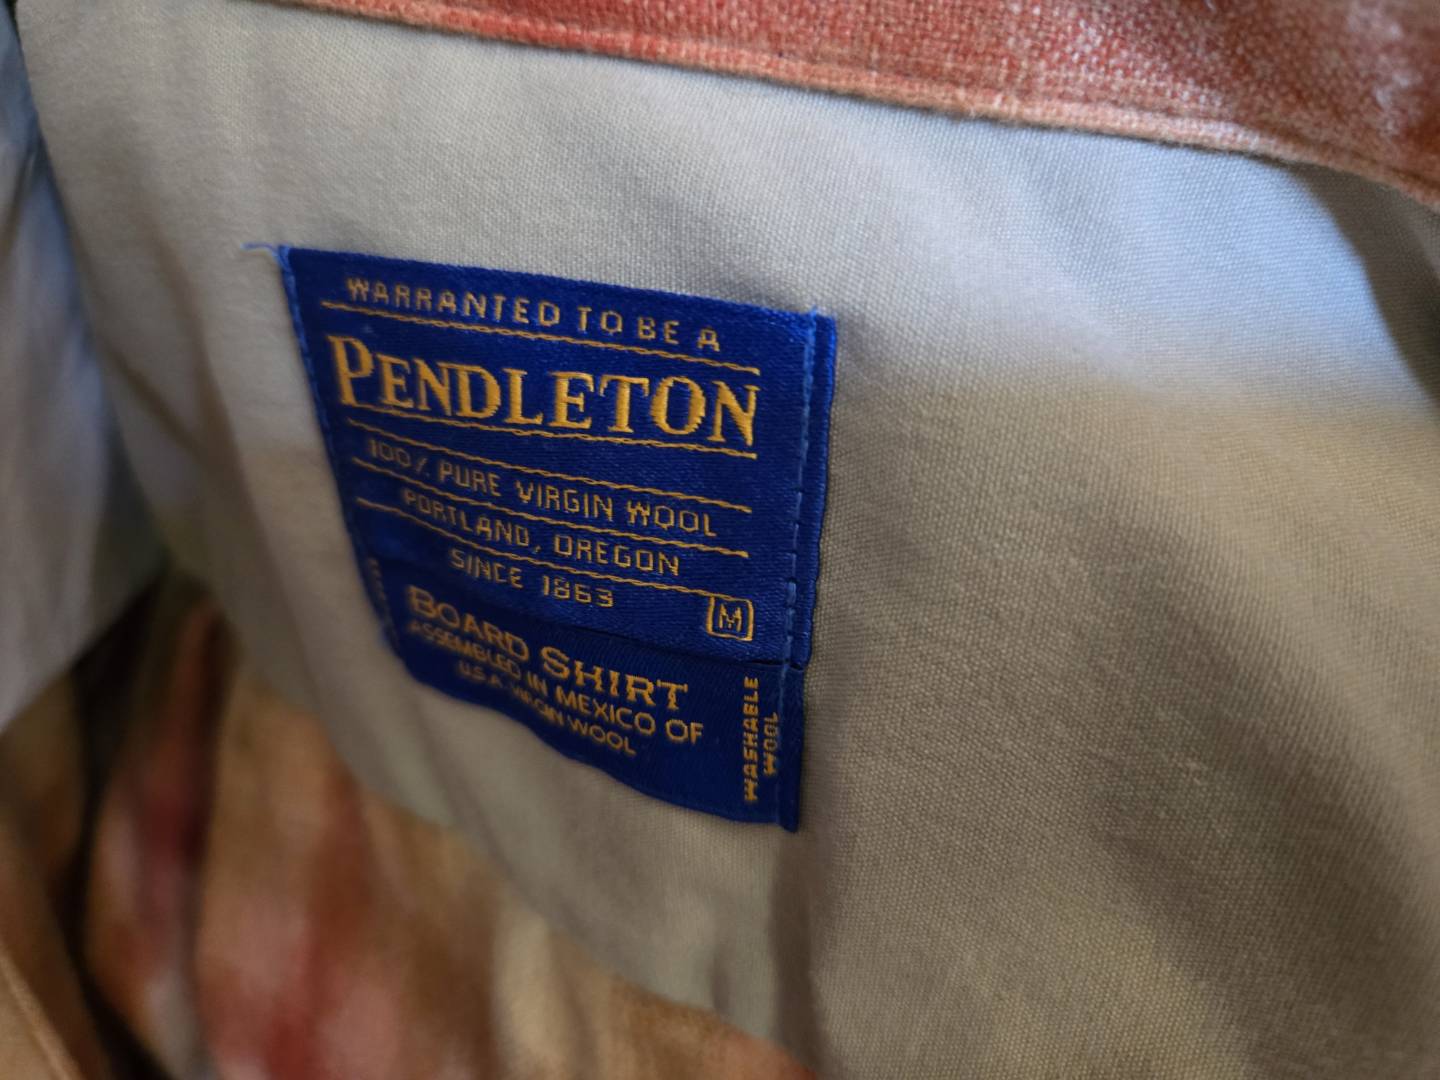 WARRANTED TO BE A
PENDLETON
100% PURE VIRGIN WOOL
PORTLAND, OREGON
SINCE 1863
M
BOARD SHIRT
ASSEMBLED IN MEXICO OF
U.S.A. VIRGIN WOOL
WASHABLE
WOOL